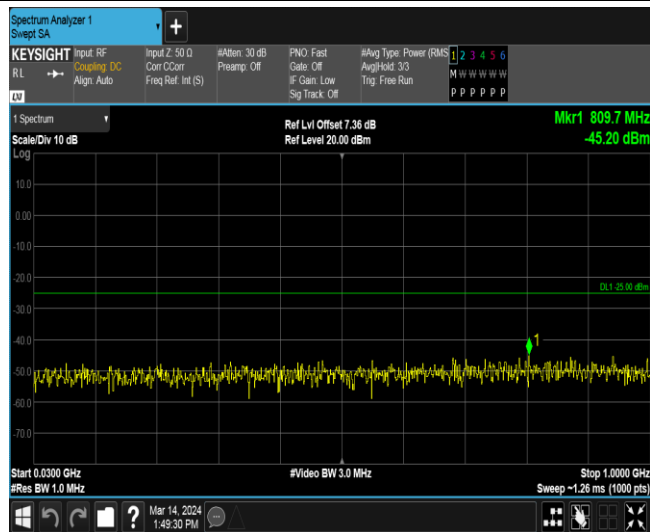 Spectrum Analyzer 1
Swept SA
+
KEYSIGHT Input: RF Input Z: 50 Ω #Atten: 30 dB PNO: Fast #Avg Type: Power (RMS 1 2 3 4 5 6
RL Coupling: DC Corr CCorr Preamp: Off Gate: Off Avg|Hold: 3/3 M W W W W W
Align: Auto Freq Ref: Int (S) IF Gain: Low Trig: Free Run
Sig Track: Off P P P P P P
LXI
1 Spectrum Ref Lvl Offset 7.36 dB Mkr1 809.7 MHz
Scale/Div 10 dB Ref Level 20.00 dBm -45.20 dBm
Log
10.0
0.00
-10.0
-20.0
DL1 -25.00 dBm
-30.0
-40.0
1
-50.0
-60.0
-70.0
Start 0.0300 GHz #Video BW 3.0 MHz Stop 1.0000 GHz
#Res BW 1.0 MHz Sweep ~1.26 ms (1000 pts)
? Mar 14, 2024
1:49:30 PM